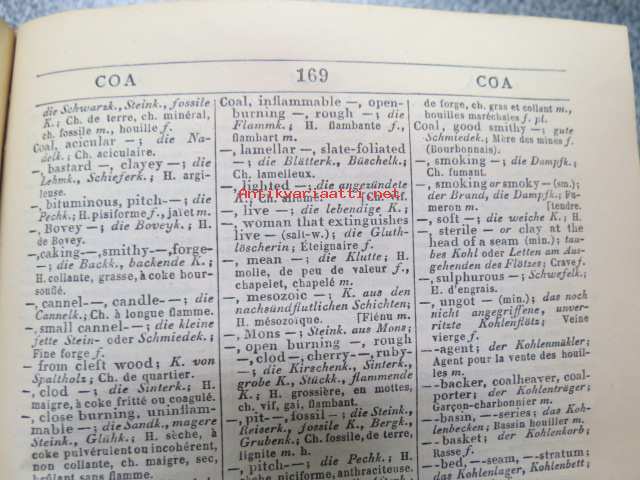 COA
169
COA
die Schwarzk., Steink., fossile
K.; Ch. de terre, ch. minéral,
ch. fossile m., houille f.
Coal, acicular —; die Na-
delk.; Ch. aciculaire.
—, bastard —, clayey —; die
Lehmk., Schieferk.; H. argi-
leuse.
—, bituminous, pitch- —; die
Pechk.; H. pisiforme f., jaïet m.
—, Bovey —; die Boveyk.; H.
de Bovey.
—, caking-, smithy-, forge-
—; die Backk., backende K.;
H. collante, grasse, à coke bour-
souflé.
—, cannel- —, candle- —; die
Cannelk.; Ch. à longue flamme.
—, small cannel- —; die kleine
fette Stein- oder Schmiedek.;
Fine forge f.
— from cleft wood; K. von
Spaltholz; Ch. de quartier.
—, clod —; die Sinterk.; H.
maigre, à coke fritté ou coagulé.
—, close burning, uninflam-
mable —; die Sandk., magere
Steink., Glühk.; H. sèche, à
coke pulvérulent ou incohérent,
non collante, ch. maigre, sec,
brûlant sans flamme.
Coal, inflammable —, open-
burning —, rough —; die
Flammk.; H. flambante f.,
flambart m.
—, lamellar —, slate-foliated
—; die Blätterk., Büschelk.;
Ch. lamelleux.
—, lighted —; die angezündete
K.; Ch. allumé.
Antikvariaatti.net
—, live —; die lebendige K.;
—, woman that extinguishes
live — (salt-w.); die Gluth-
löscherin; Éteignaire f.
—, mean —; die Klutte; H.
molle, de peu de valeur f.,
chapelet, chapelé m.
—, mesozoic —; K. aus den
nachsündflutlichen Schichten;
H. mésozoïque. [Flénu m.
—, Mons —; Steink. aus Mons;
—, open burning —, rough
—, clod —; cherry- —, ruby-
—; die Kirschenk., Sinterk.,
grobe K., Stückk., flammende
K.; H. grossière, en mottes,
ch. vif, gai, flambant.
—, pit- —, fossil —; die Steink.,
Reiserk., fossile K., Bergk.,
Grubenk.; Ch. fossile, de terre,
lignite m. h.
—, pitch- —; die Pechk.; H.
sèche, piciforme, anthraciteuse.
de forge, ch. gras et collant m.,
houilles maréchales f. pl.
Coal, good smithy —; gute
Schmiedek.; Mère des mines f.
(Bourbonnais).
—, smoking —; die Dampfk.;
Ch. fumant.
—, smoking or smoky — (sm.);
der Brand, die Dampfk.; Fu-
meron m. [tendre.
—, soft —; die weiche K.; H.
—, sterile — or clay at the
head of a seam (min.); tau-
bes Kohl oder Letten am Aus-
gehenden des Flötzes; Crave f.
—, sulphurous —; Schwefelk.;
H. d'engrais.
—, ungot — (min.); das noch
nicht angegriffene, unver-
ritzte Kohlenflötz; Veine
vierge f.
— -agent; der Kohlenmäkler;
Agent pour la vente des houil-
les m.
— -backer, coalheaver, coal-
porter; der Kohlenträger;
Garçon-charbonnier m.
— -basin, — -series; das Koh-
lenbecken; Bassin houiller m.
— -basket; der Kohlenkorb;
Rasse f.
— -bed, — -seam, — -stratum;
das Kohlenlager, Kohlenbett,